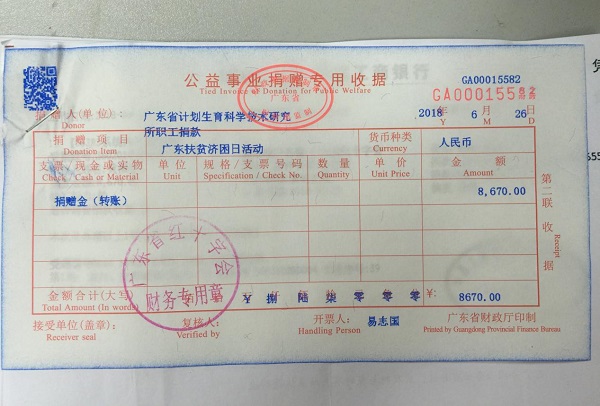 公益事业捐赠专用收据
Tied Invoice of Donation for Public Welfare
广东省
GA00015582
GA00015582
捐赠人(单位):
Donor
广东省计划生育科学技术研究
所职工捐款
2018 年 6 月 26 日
Y M D
捐赠项目
Donation Item
广东扶贫济困日活动
货币种类
Currency
人民币
支票/现金或实物
Check / Cash or Material
单位
Unit
规格/支票号码
Specification / Check No.
数量
Quantity
单价
Unit Price
金额
Amount
捐赠金(转账)
8,670.00
第二联 收据
Receipt
广东省
学会
财务专用章
金额合计(大写)
Total Amount (In words)
捌 仟 陆 佰 柒 零 零 零
¥:
8670.00
接受单位(盖章):
Receiver seal
复核人:
Verified by
开票人:
Handling Person
易志国
广东省财政厅印制
Printed by Guangdong Provincial Finance Bureau